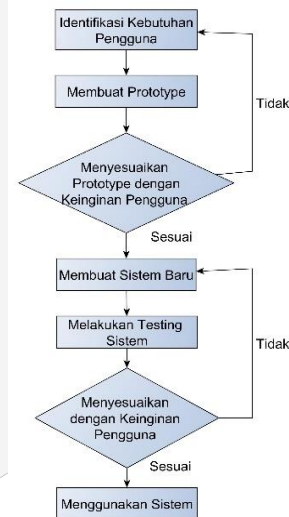 Identifikasi Kebutuhan
Pengguna
Membuat Prototype
Tidak
Menyesuaikan
Prototype dengan
Keinginan Pengguna
Sesuai
Membuat Sistem Baru
Melakukan Testing
Sistem
Tidak
Menyesuaikan
dengan Keinginan
Pengguna
Sesuai
Menggunakan Sistem